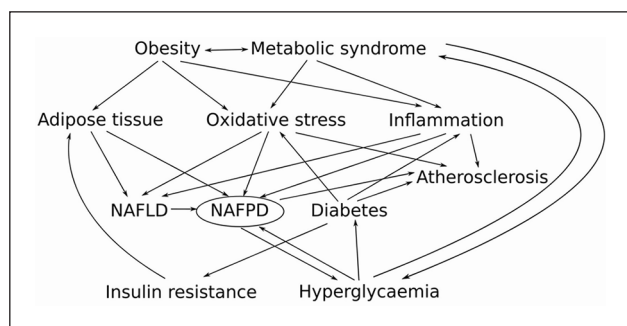 Obesity Metabolic syndrome
Adipose tissue Oxidative stress Inflammation
Atherosclerosis
NAFLD NAFPD Diabetes
Insulin resistance Hyperglycaemia